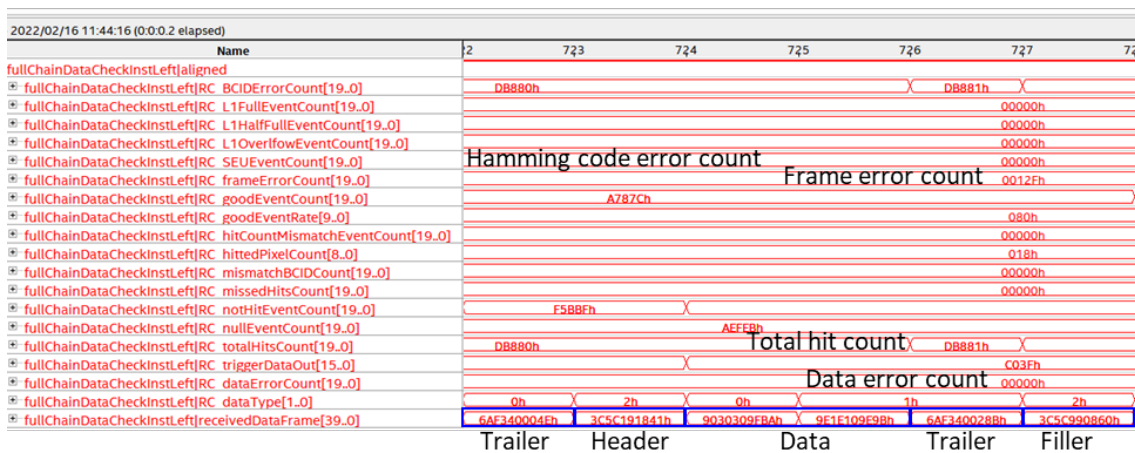 2022/02/16 11:44:16 (0:0:0.2 elapsed)
Name 22 723 724 725 726 727 72
fullChainDataCheckInstLeft|aligned
fullChainDataCheckInstLeft|RC_BCIDErrorCount[19..0] DB880h DB881h
fullChainDataCheckInstLeft|RC_L1FullEventCount[19..0] 00000h
fullChainDataCheckInstLeft|RC_L1HalfFullEventCount[19..0] 00000h
fullChainDataCheckInstLeft|RC_L1OverlfowEventCount[19..0] 00000h
fullChainDataCheckInstLeft|RC_SEUEventCount[19..0] Hamming code error count 00000h
fullChainDataCheckInstLeft|RC_frameErrorCount[19..0] Frame error count 0012Fh
fullChainDataCheckInstLeft|RC_goodEventCount[19..0] A787Ch
fullChainDataCheckInstLeft|RC_goodEventRate[9..0] 080h
fullChainDataCheckInstLeft|RC_hitCountMismatchEventCount[19..0] 00000h
fullChainDataCheckInstLeft|RC_hittedPixelCount[8..0] 018h
fullChainDataCheckInstLeft|RC_mismatchBCIDCount[19..0] 00000h
fullChainDataCheckInstLeft|RC_missedHitsCount[19..0] 00000h
fullChainDataCheckInstLeft|RC_notHitEventCount[19..0] F5BBFh
fullChainDataCheckInstLeft|RC_nullEventCount[19..0] AEFEBh
fullChainDataCheckInstLeft|RC_totalHitsCount[19..0] DB880h Total hit count DB881h
fullChainDataCheckInstLeft|RC_triggerDataOut[15..0] C03Fh
fullChainDataCheckInstLeft|RC_dataErrorCount[19..0] Data error count 00000h
fullChainDataCheckInstLeft|RC_dataType[1..0] 0h 2h 0h 1h 2h
fullChainDataCheckInstLeft|receivedDataFrame[39..0] 6AF340004Eh 3C5C191841h 9030309FBAh 9E1E109E9Bh 6AF340028Bh 3C5C990860h
Trailer Header Data Trailer Filler